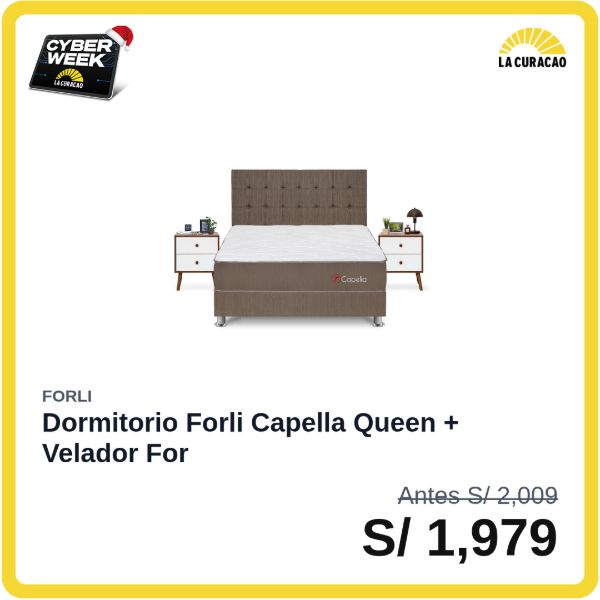 CYBER
WEEK
LA CURACAO
LA CURACAO
Capella
FORLI
Dormitorio Forli Capella Queen +
Velador For
Antes S/ 2,009
S/ 1,979